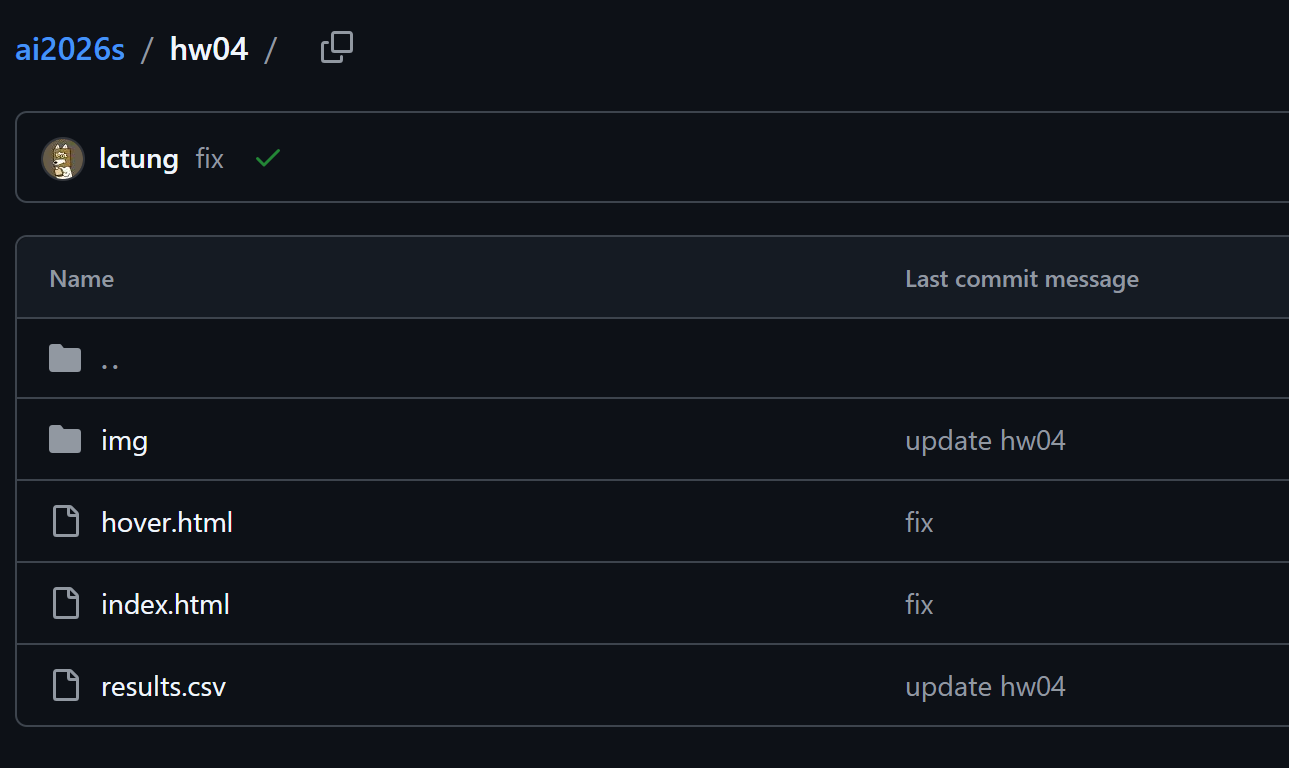 ai2026s / hw04 /
lctung fix
Name Last commit message
..
img update hw04
hover.html fix
index.html fix
results.csv update hw04